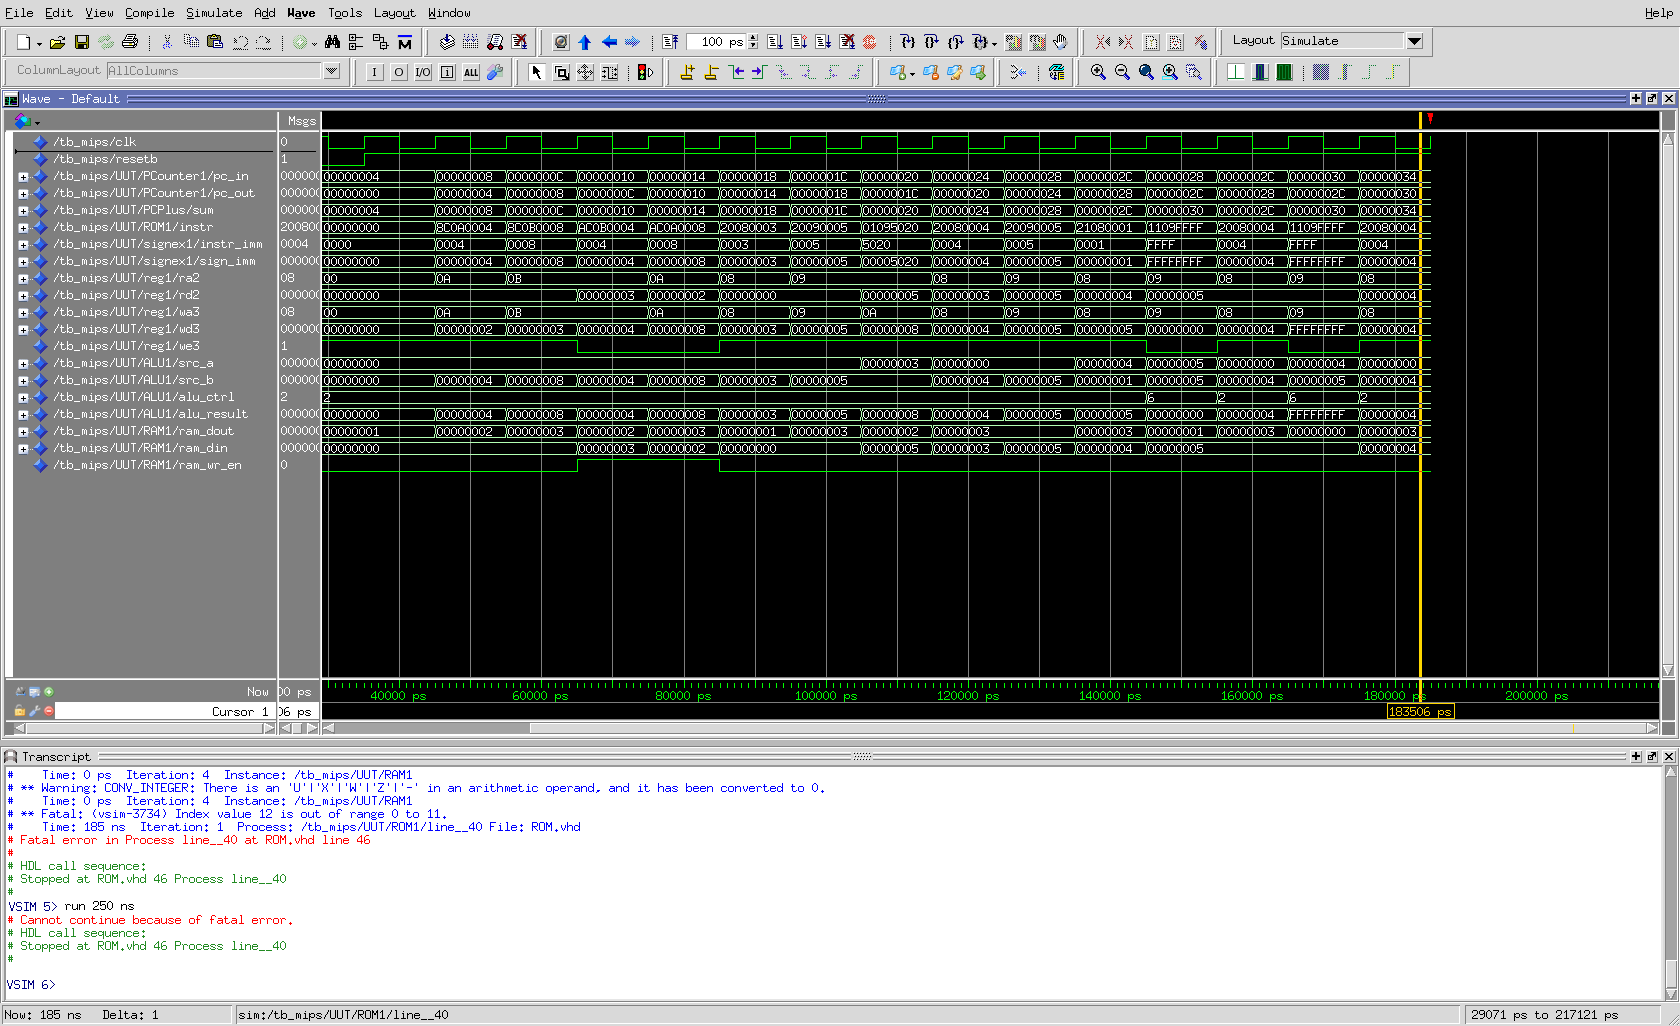 File Edit View Compile Simulate Add Wave Tools Layout Window Help
100 ps Layout Simulate
ColumnLayout AllColumns I O I/O ALL
Wave - Default
Msgs
/tb_mips/clk 0
/tb_mips/resetb 1
/tb_mips/UUT/PCounter1/pc_in 000000 00000004 00000008 0000000C 00000010 00000014 00000018 0000001C 00000020 00000024 00000028 0000002C 00000028 0000002C 00000030 00000034
/tb_mips/UUT/PCounter1/pc_out 000000 00000000 00000004 00000008 0000000C 00000010 00000014 00000018 0000001C 00000020 00000024 00000028 0000002C 00000028 0000002C 00000030
/tb_mips/UUT/PCPlus/sum 000000 00000004 00000008 0000000C 00000010 00000014 00000018 0000001C 00000020 00000024 00000028 0000002C 00000030 0000002C 00000030 00000034
/tb_mips/UUT/ROM1/instr 200800 00000000 8C0A0004 8C0B0008 AC0B0004 AC0A0008 20080003 20090005 01095020 20080004 20090005 21080001 1109FFFF 20080004 1109FFFF 20080004
/tb_mips/UUT/signex1/instr_imm 0004 0000 0004 0008 0004 0008 0003 0005 5020 0004 0005 0001 FFFF 0004 FFFF 0004
/tb_mips/UUT/signex1/sign_imm 000000 00000000 00000004 00000008 00000004 00000008 00000003 00000005 00005020 00000004 00000005 00000001 FFFFFFFF 00000004 FFFFFFFF 00000004
/tb_mips/UUT/reg1/ra2 08 00 0A 0B 0A 08 09 08 09 08 09 08 09 08
/tb_mips/UUT/reg1/rd2 000000 00000000 00000003 00000002 00000000 00000005 00000003 00000005 00000004 00000005 00000004
/tb_mips/UUT/reg1/wa3 08 00 0A 0B 0A 08 09 0A 08 09 08 09 08 09 08
/tb_mips/UUT/reg1/wd3 000000 00000000 00000002 00000003 00000004 00000008 00000003 00000005 00000008 00000004 00000005 00000005 00000000 00000004 FFFFFFFF 00000004
/tb_mips/UUT/reg1/we3 1
/tb_mips/UUT/ALU1/src_a 000000 00000000 00000003 00000000 00000004 00000005 00000000 00000004 00000000
/tb_mips/UUT/ALU1/src_b 000000 00000000 00000004 00000008 00000004 00000008 00000003 00000005 00000004 00000005 00000001 00000005 00000004 00000005 00000004
/tb_mips/UUT/ALU1/alu_ctrl 2 2 6 2 6 2
/tb_mips/UUT/ALU1/alu_result 000000 00000000 00000004 00000008 00000004 00000008 00000003 00000005 00000008 00000004 00000005 00000005 00000000 00000004 FFFFFFFF 00000004
/tb_mips/UUT/RAM1/ram_dout 000000 00000001 00000002 00000003 00000002 00000003 00000001 00000003 00000002 00000003 00000003 00000001 00000003 00000000 00000003
/tb_mips/UUT/RAM1/ram_din 000000 00000000 00000003 00000002 00000000 00000005 00000003 00000005 00000004 00000005 00000004
/tb_mips/UUT/RAM1/ram_wr_en 0
Now 00 ps 40000 ps 60000 ps 80000 ps 100000 ps 120000 ps 140000 ps 160000 ps 180000 ps 200000 ps
Cursor 1 06 ps 183506 ps
Transcript
# Time: 0 ps Iteration: 4 Instance: /tb_mips/UUT/RAM1
# ** Warning: CONV_INTEGER: There is an 'U'|'X'|'W'|'Z'|'-' in an arithmetic operand, and it has been converted to 0.
# Time: 0 ps Iteration: 4 Instance: /tb_mips/UUT/RAM1
# ** Fatal: (vsim-3734) Index value 12 is out of range 0 to 11.
# Time: 185 ns Iteration: 1 Process: /tb_mips/UUT/ROM1/line__40 File: ROM.vhd
# Fatal error in Process line__40 at ROM.vhd line 46
#
# HDL call sequence:
# Stopped at ROM.vhd 46 Process line__40
#
VSIM 5> run 250 ns
# Cannot continue because of fatal error.
# HDL call sequence:
# Stopped at ROM.vhd 46 Process line__40
#
VSIM 6>
Now: 185 ns Delta: 1 sim:/tb_mips/UUT/ROM1/line__40 29071 ps to 217121 ps